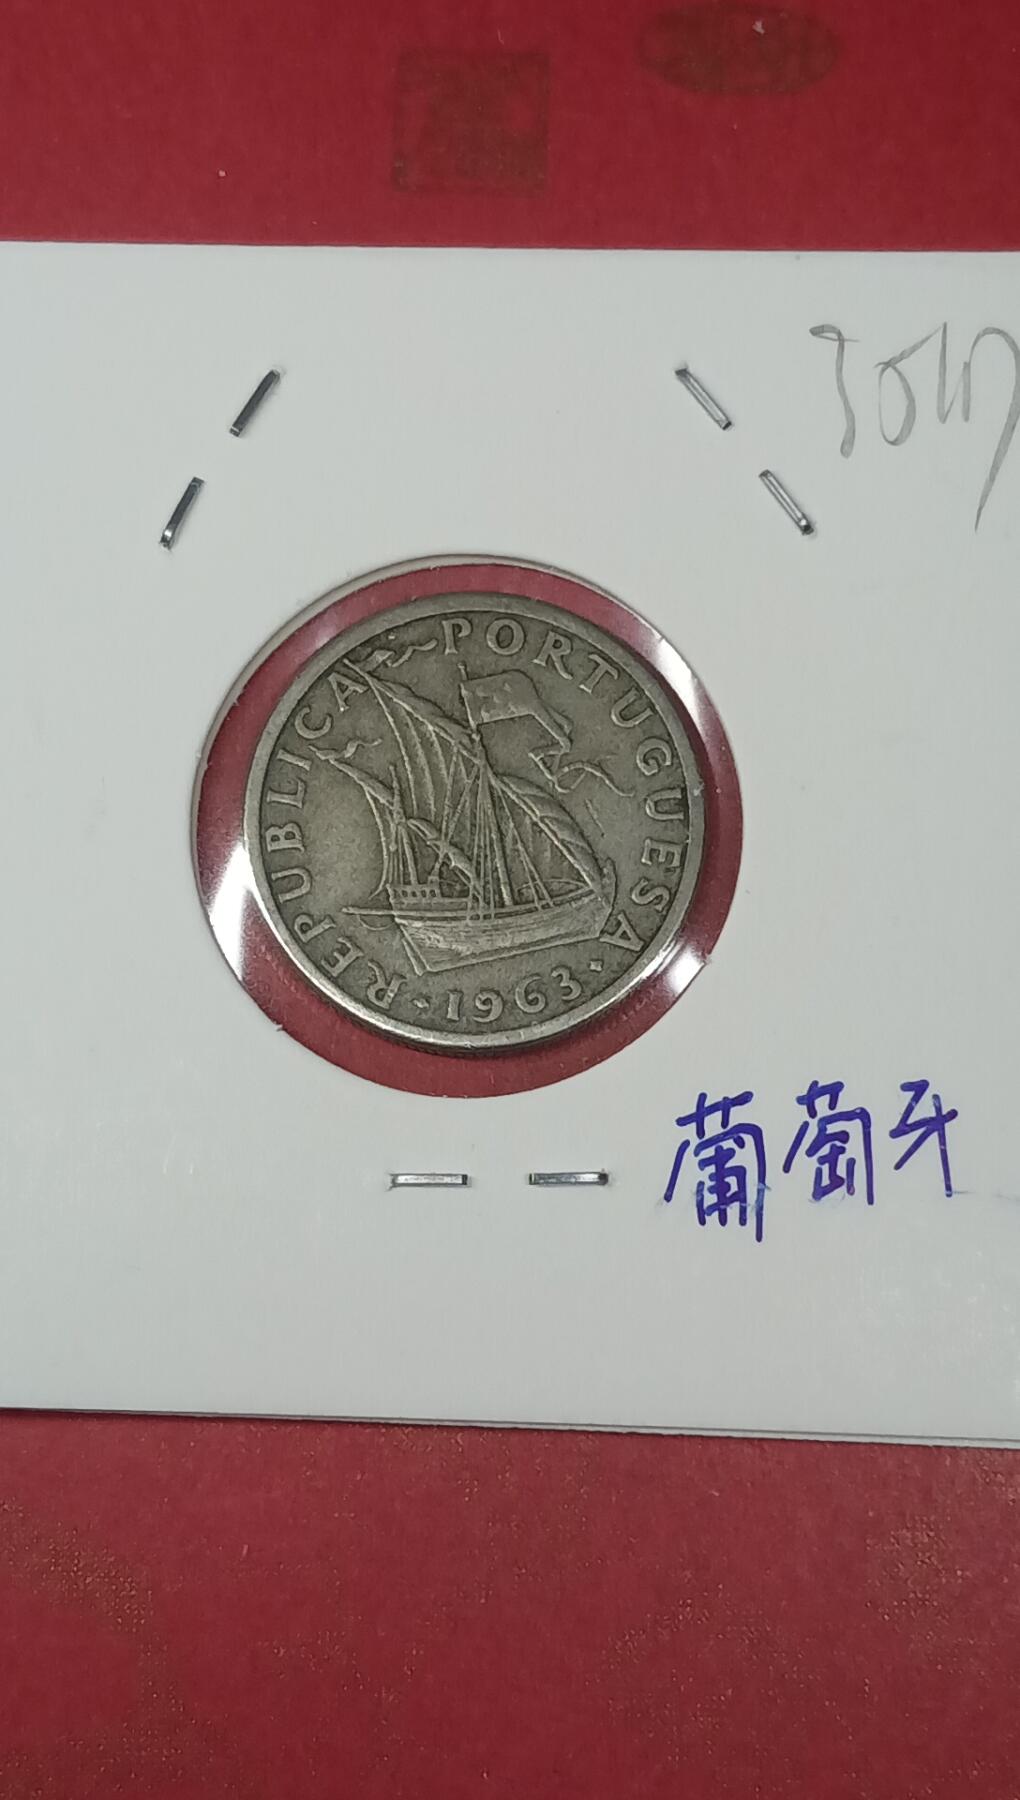 REPUBLICA PORTUGUESA
1963
葡萄牙